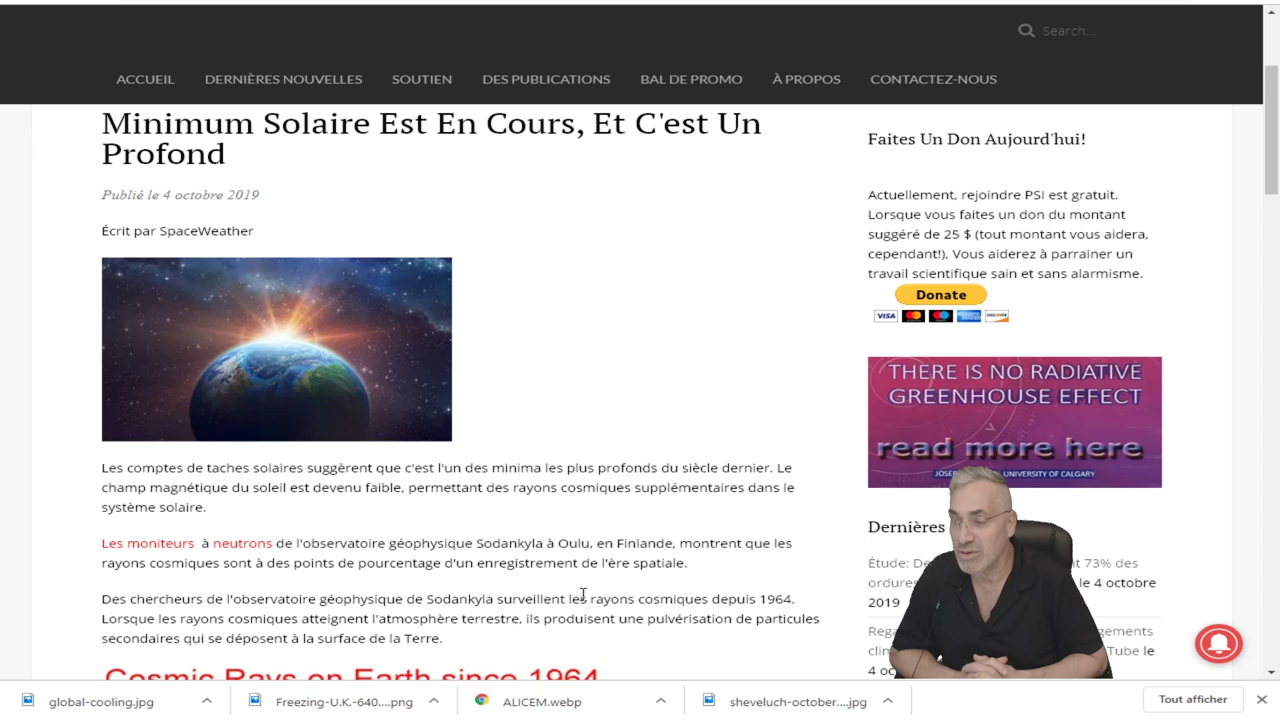 Search...
ACCUEIL DERNIÈRES NOUVELLES SOUTIEN DES PUBLICATIONS BAL DE PROMO À PROPOS CONTACTEZ-NOUS
Minimum Solaire Est En Cours, Et C'est Un
Profond
Publié le 4 octobre 2019
Écrit par SpaceWeather
Les comptes de taches solaires suggèrent que c'est l'un des minima les plus profonds du siècle dernier. Le
champ magnétique du soleil est devenu faible, permettant des rayons cosmiques supplémentaires dans le
système solaire.
Les moniteurs à neutrons de l'observatoire géophysique Sodankyla à Oulu, en Finlande, montrent que les
rayons cosmiques sont à des points de pourcentage d'un enregistrement de l'ère spatiale.
Des chercheurs de l'observatoire géophysique de Sodankyla surveillent les rayons cosmiques depuis 1964.
Lorsque les rayons cosmiques atteignent l'atmosphère terrestre, ils produisent une pulvérisation de particules
secondaires qui se déposent à la surface de la Terre.
Cosmic Rays on Earth since 1964
Faites Un Don Aujourd'hui!
Actuellement, rejoindre PSI est gratuit.
Lorsque vous faites un don du montant
suggéré de 25 $ (tout montant vous aidera,
cependant!), Vous aiderez à parrainer un
travail scientifique sain et sans alarmisme.
Donate
VISA
THERE IS NO RADIATIVE
GREENHOUSE EFFECT
read more here
UNIVERSITY OF CALGARY
Dernières
Étude: 73% des
le 4 octobre
2019
Tube le
global-cooling.jpg Freezing-U.K.-640....png ALICEM.webp sheveluch-october....jpg Tout afficher